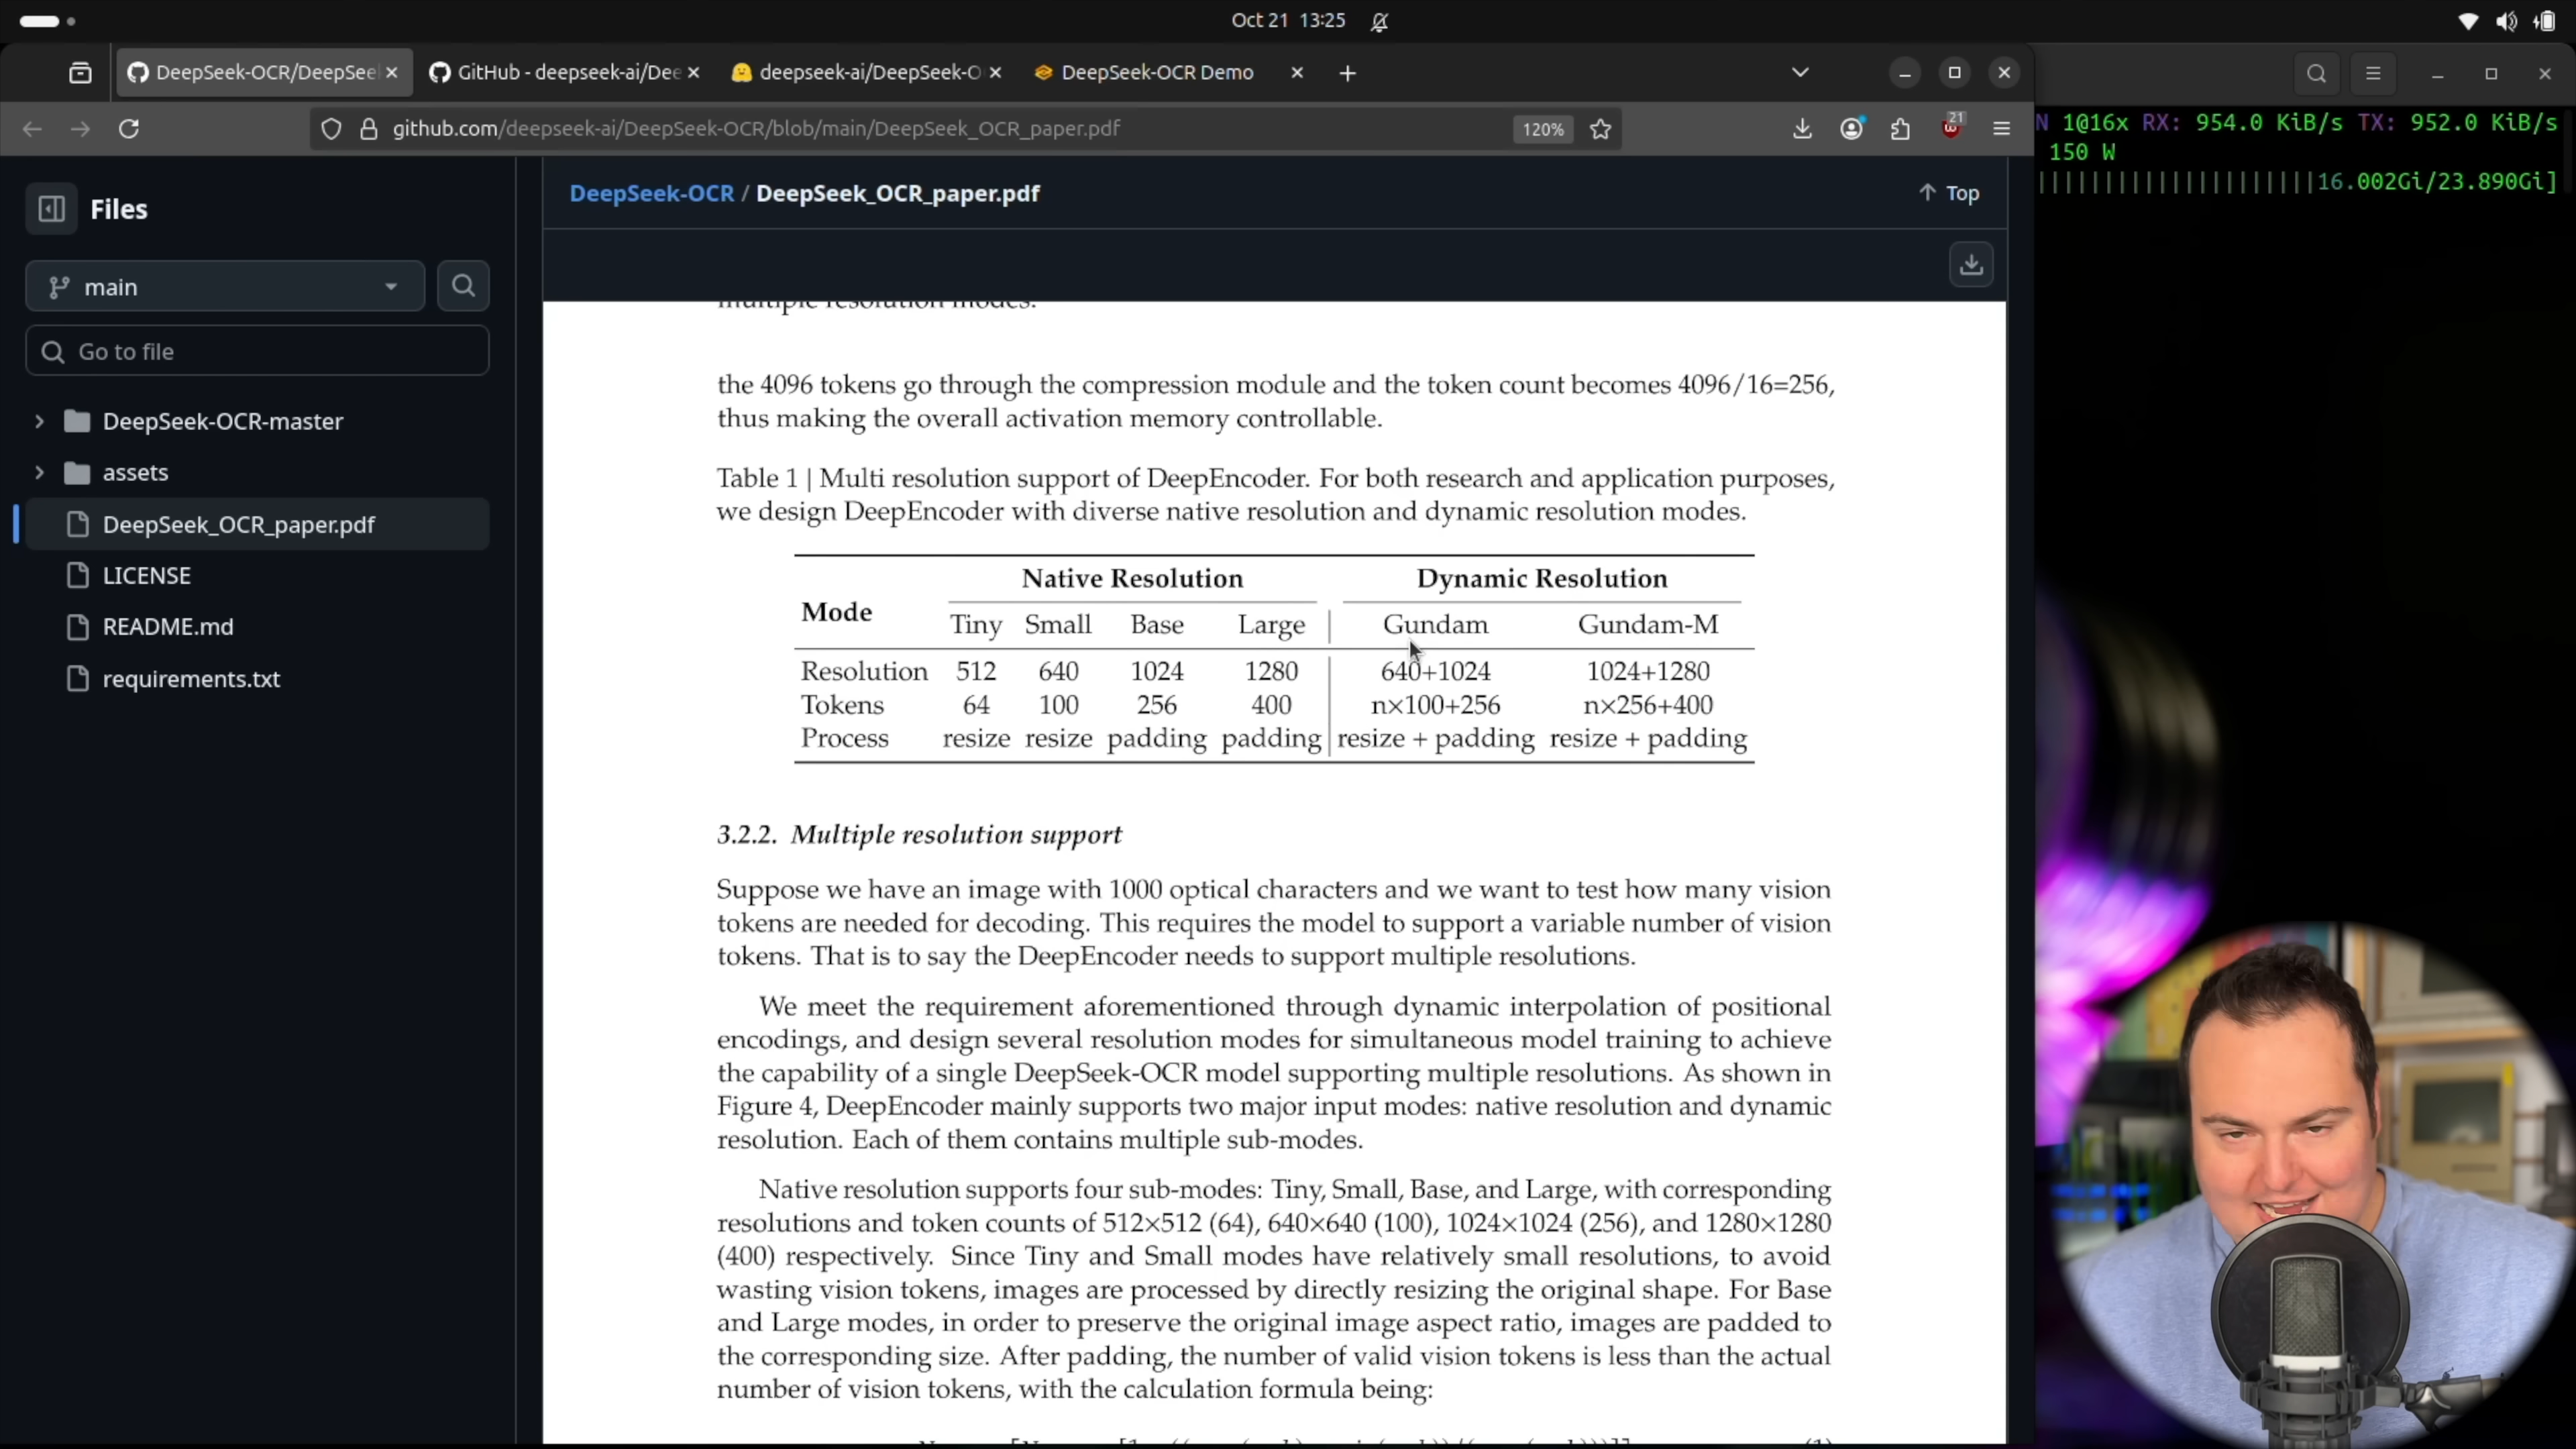 Oct 21 13:25
DeepSeek-OCR/DeepSeel
GitHub - deepseek-ai/Dee
deepseek-ai/DeepSeek-O
DeepSeek-OCR Demo
github.com/deepseek-ai/DeepSeek-OCR/blob/main/DeepSeek_OCR_paper.pdf
120%
21
N 1@16x RX: 954.0 KiB/s TX: 952.0 KiB/s
150 W
||||||||||||||||||||16.002Gi/23.890Gi]
Files
main
Go to file
DeepSeek-OCR-master
assets
DeepSeek_OCR_paper.pdf
LICENSE
README.md
requirements.txt
DeepSeek-OCR / DeepSeek_OCR_paper.pdf
Top
multiple resolution modes.
the 4096 tokens go through the compression module and the token count becomes 4096/16=256,
thus making the overall activation memory controllable.
Table 1 | Multi resolution support of DeepEncoder. For both research and application purposes,
we design DeepEncoder with diverse native resolution and dynamic resolution modes.
Mode Native Resolution Dynamic Resolution
Tiny Small Base Large Gundam Gundam-M
Resolution 512 640 1024 1280 640+1024 1024+1280
Tokens 64 100 256 400 n×100+256 n×256+400
Process resize resize padding padding resize + padding resize + padding
3.2.2. Multiple resolution support
Suppose we have an image with 1000 optical characters and we want to test how many vision
tokens are needed for decoding. This requires the model to support a variable number of vision
tokens. That is to say the DeepEncoder needs to support multiple resolutions.
We meet the requirement aforementioned through dynamic interpolation of positional
encodings, and design several resolution modes for simultaneous model training to achieve
the capability of a single DeepSeek-OCR model supporting multiple resolutions. As shown in
Figure 4, DeepEncoder mainly supports two major input modes: native resolution and dynamic
resolution. Each of them contains multiple sub-modes.
Native resolution supports four sub-modes: Tiny, Small, Base, and Large, with corresponding
resolutions and token counts of 512×512 (64), 640×640 (100), 1024×1024 (256), and 1280×1280
(400) respectively. Since Tiny and Small modes have relatively small resolutions, to avoid
wasting vision tokens, images are processed by directly resizing the original shape. For Base
and Large modes, in order to preserve the original image aspect ratio, images are padded to
the corresponding size. After padding, the number of valid vision tokens is less than the actual
number of vision tokens, with the calculation formula being: